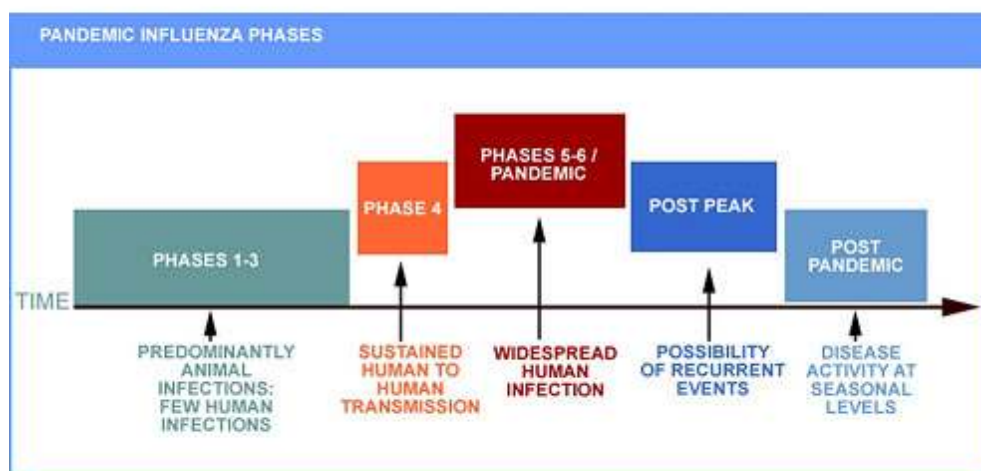 PANDEMIC INFLUENZA PHASES
PHASES 1-3
PHASE 4
PHASES 5-6 /
PANDEMIC
POST PEAK
POST
PANDEMIC
TIME
PREDOMINANTLY
ANIMAL
INFECTIONS:
FEW HUMAN
INFECTIONS
SUSTAINED
HUMAN TO
HUMAN
TRANSMISSION
WIDESPREAD
HUMAN
INFECTION
POSSIBILITY
OF RECURRENT
EVENTS
DISEASE
ACTIVITY AT
SEASONAL
LEVELS